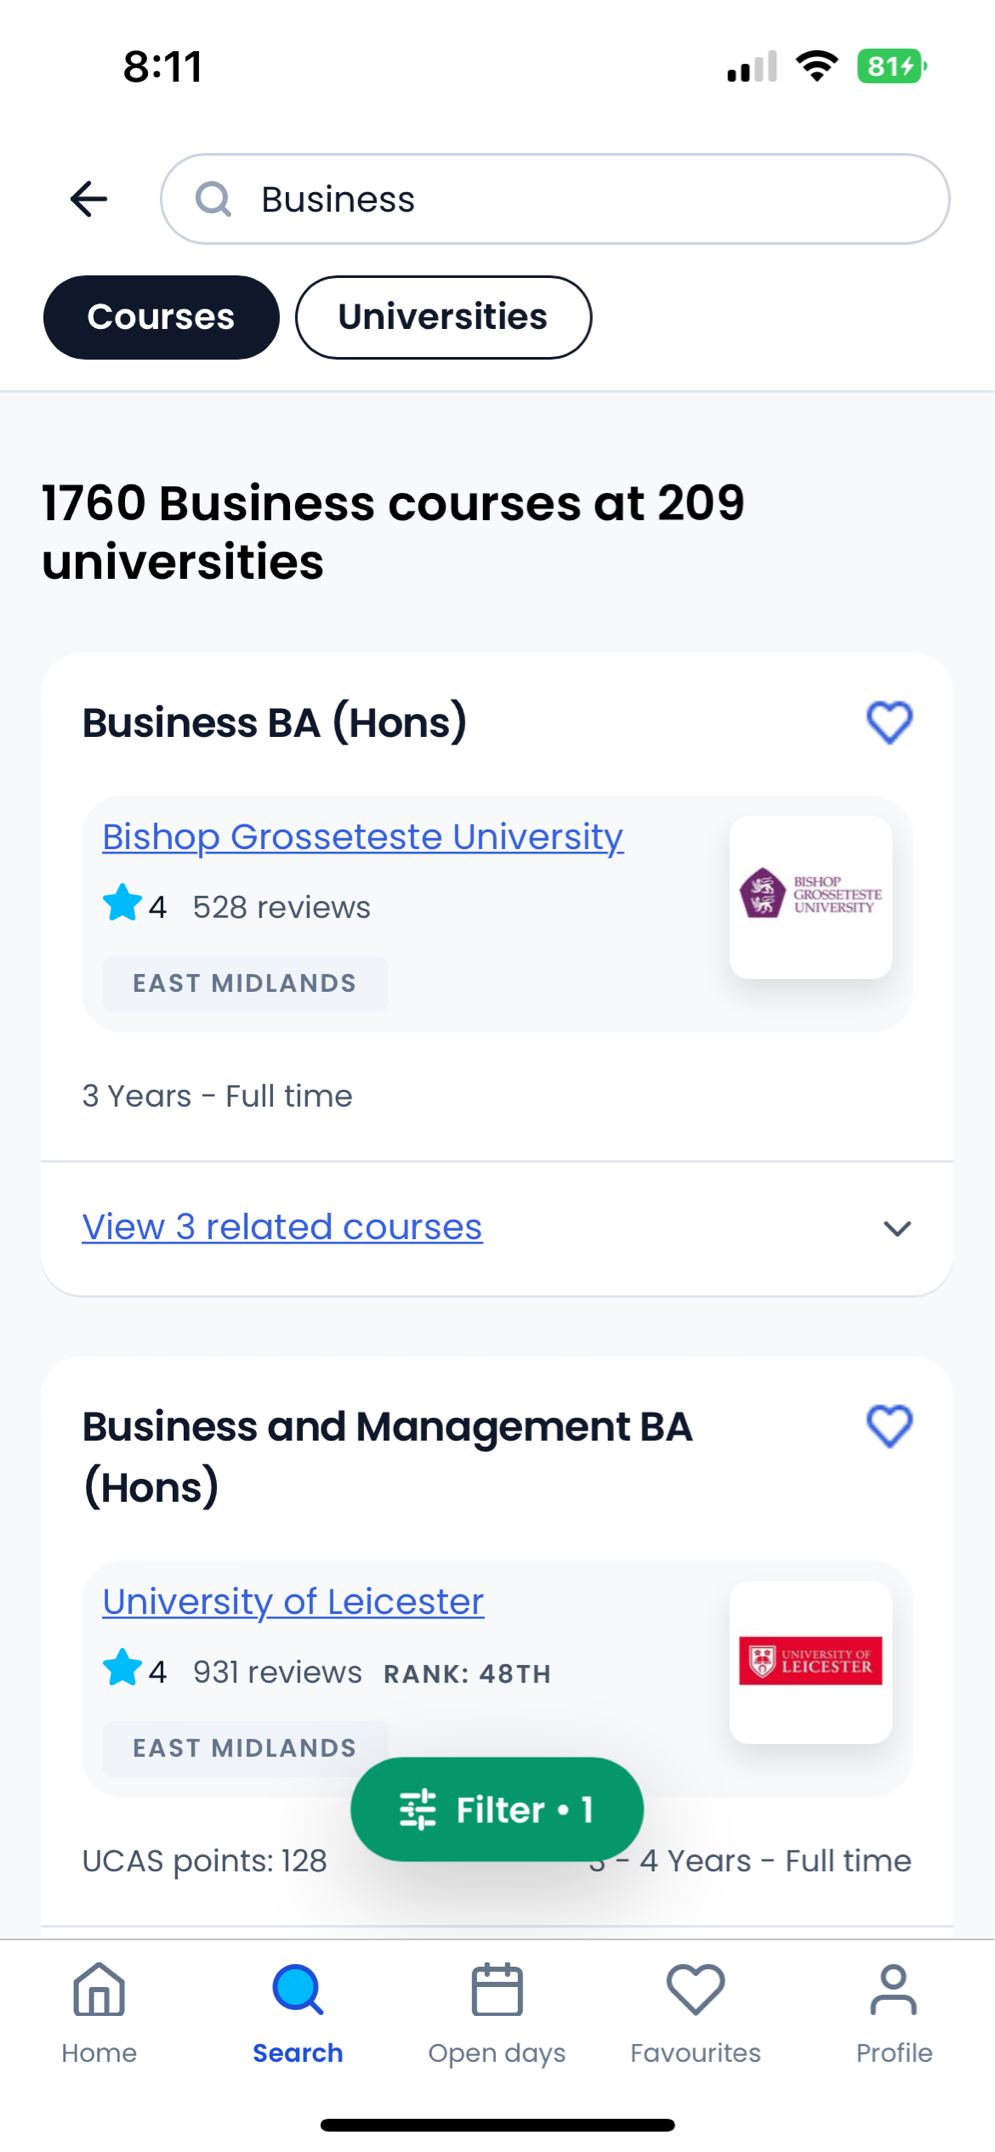 8:11
81
Business
Courses
Universities
1760 Business courses at 209
universities
Business BA (Hons)
Bishop Grosseteste University
BISHOP
GROSSETESTE
UNIVERSITY
4 528 reviews
EAST MIDLANDS
3 Years - Full time
View 3 related courses
Business and Management BA
(Hons)
University of Leicester
UNIVERSITY OF
LEICESTER
4 931 reviews RANK: 48TH
EAST MIDLANDS
Filter • 1
UCAS points: 128
3 - 4 Years - Full time
Home
Search
Open days
Favourites
Profile